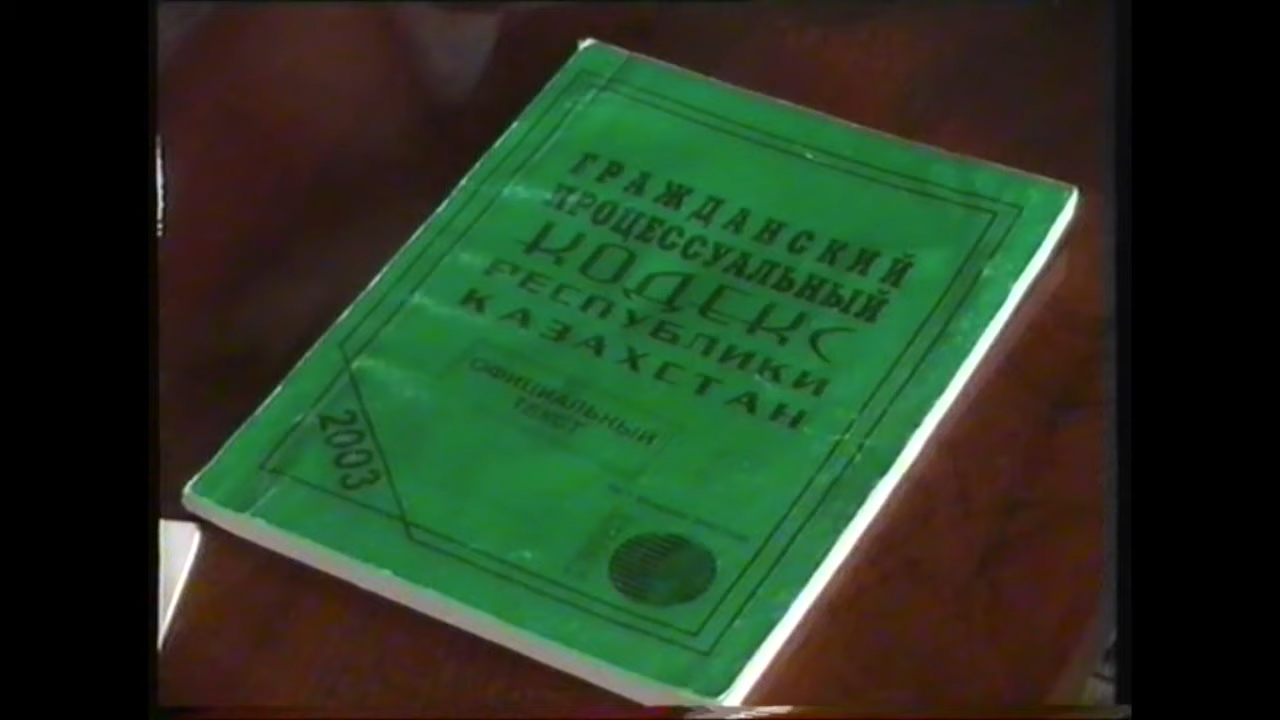 ГРАЖДАНСКИЙ
ПРОЦЕССУАЛЬНЫЙ
КОДЕКС
РЕСПУБЛИКИ
КАЗАХСТАН
ОФИЦИАЛЬНЫЙ
ТЕКСТ
2003